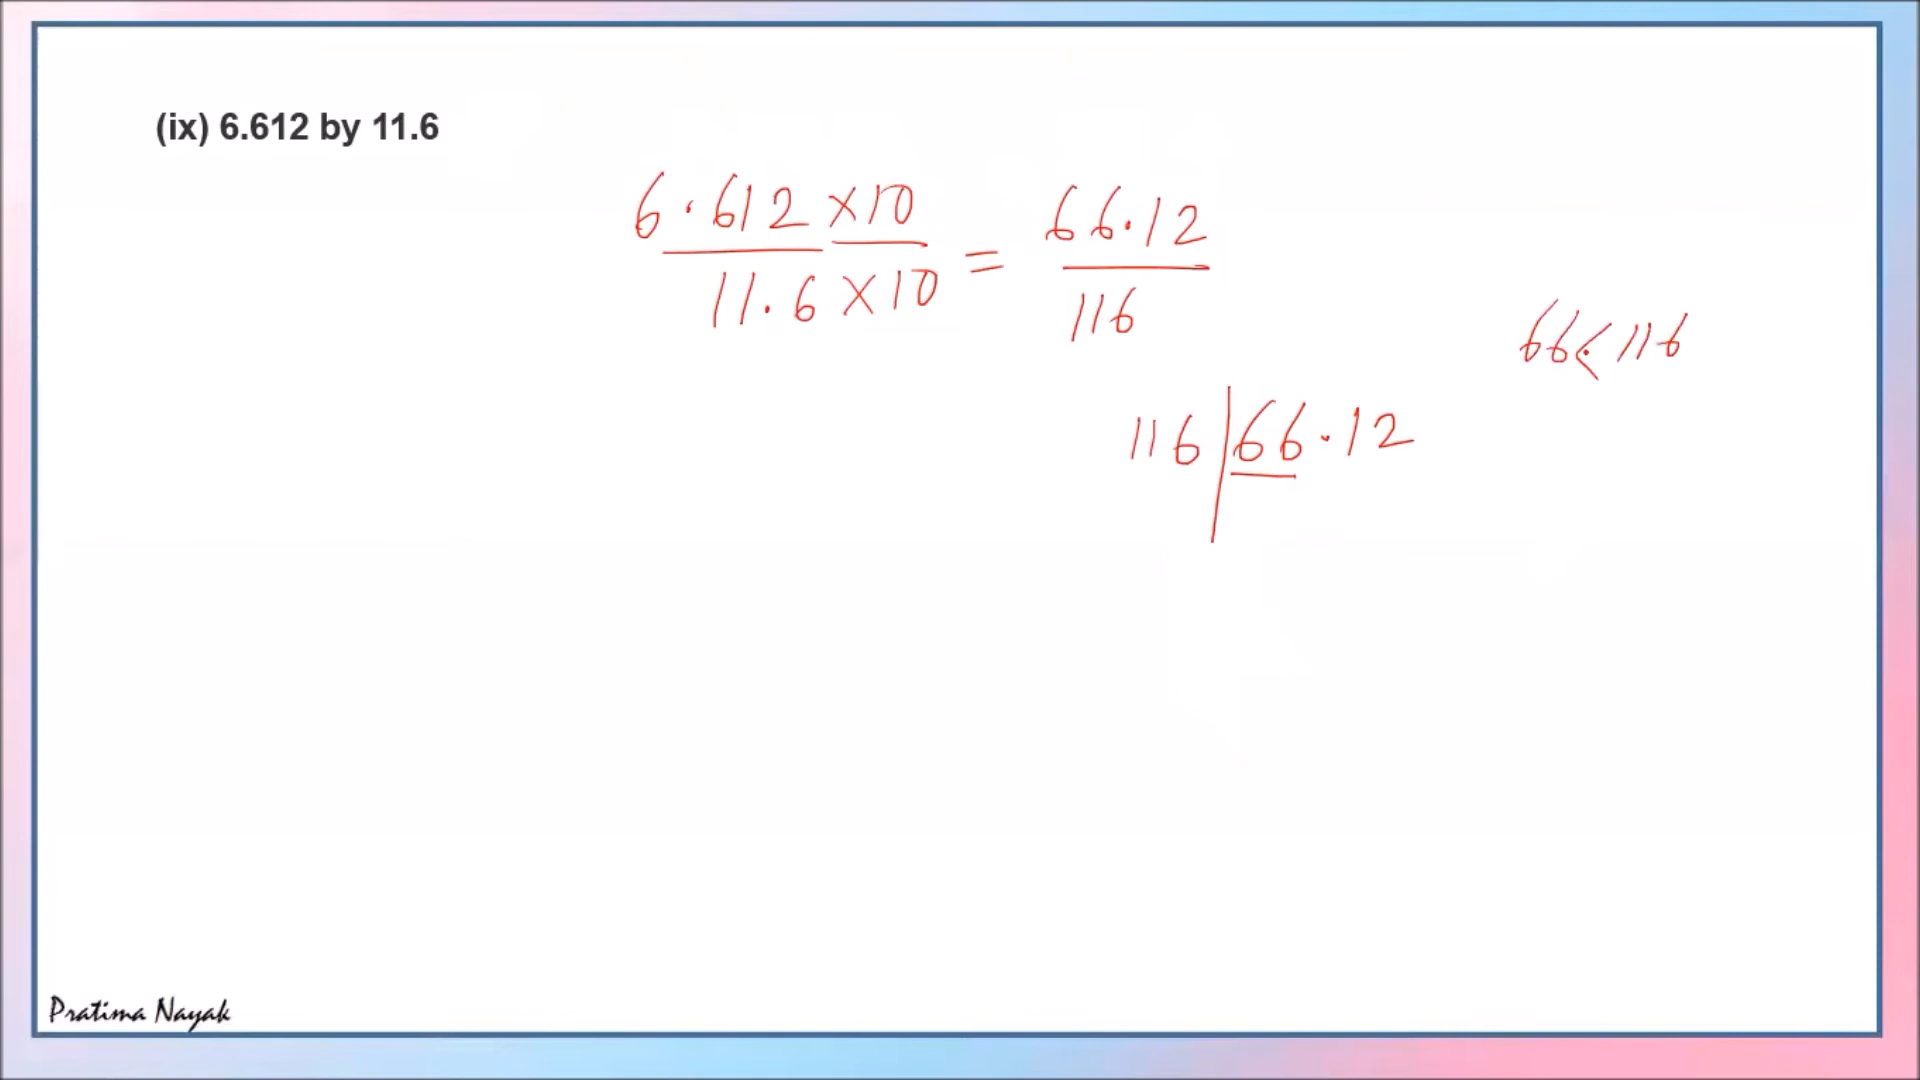 (ix) 6.612 by 11.6
6.612 ×10 = 66.12
11.6 ×10 116
66 < 116
116 66.12
Pratima Nayak